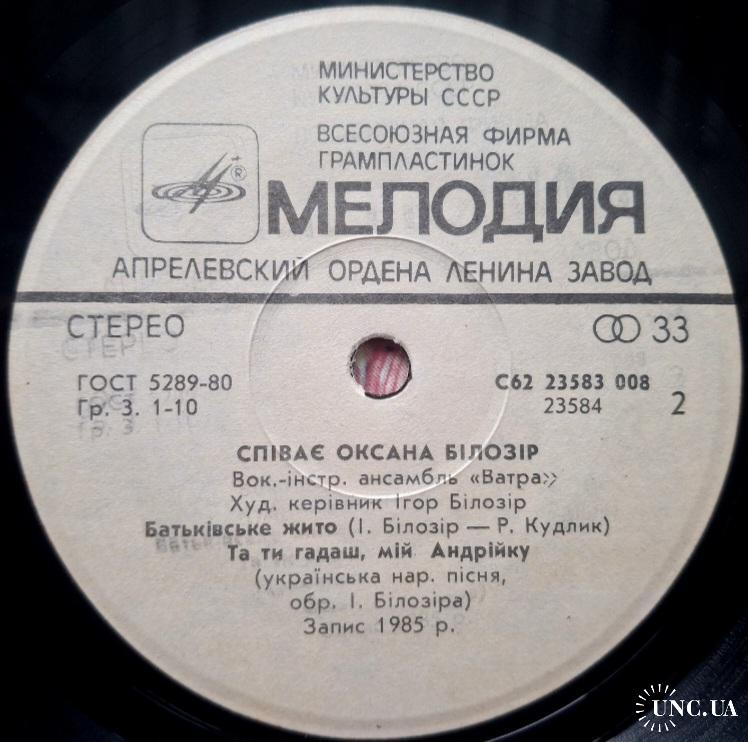 МИНИСТЕРСТВО
КУЛЬТУРЫ СССР
ВСЕСОЮЗНАЯ ФИРМА
ГРАМПЛАСТИНОК
®
МЕЛОДИЯ
АПРЕЛЕВСКИЙ ОРДЕНА ЛЕНИНА ЗАВОД
СТЕРЕО 33
ГОСТ 5289-80 С62 23583 008
Гр. 3. 1-10 23584 2
СПІВАЄ ОКСАНА БІЛОЗІР
Вок.-інстр. ансамбль «Ватра»
Худ. керівник Ігор Білозір
Батьківське жито (І. Білозір — Р. Кудлик)
Та ти гадаш, мій Андрійку
(українська нар. пісня,
обр. І. Білозіра)
Запис 1985 р.
UNC.UA